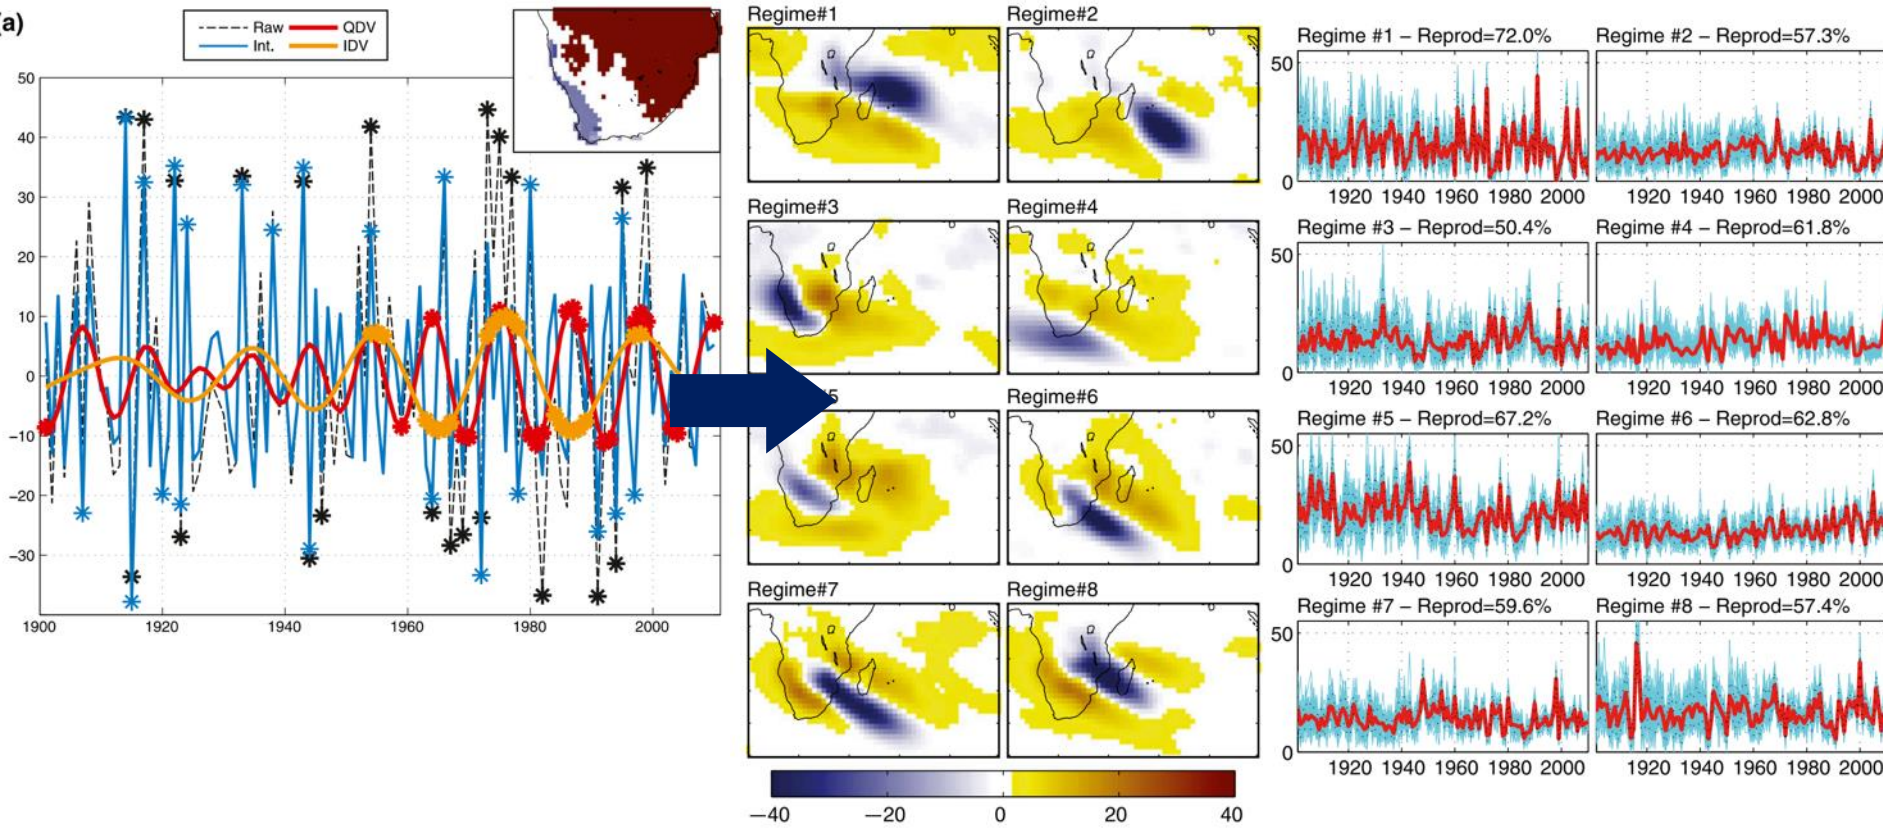 (a)
Raw QDV
Int. IDV
50
40
30
20
10
0
−10
−20
−30
1900 1920 1940 1960 1980 2000
Regime#1 Regime#2
Regime#3 Regime#4
5 Regime#6
Regime#7 Regime#8
−40 −20 0 20 40
Regime #1 − Reprod=72.0% Regime #2 − Reprod=57.3%
50
0
1920 1940 1960 1980 2000 1920 1940 1960 1980 2000
Regime #3 − Reprod=50.4% Regime #4 − Reprod=61.8%
50
0
1920 1940 1960 1980 2000 1920 1940 1960 1980 2000
Regime #5 − Reprod=67.2% Regime #6 − Reprod=62.8%
50
0
1920 1940 1960 1980 2000 1920 1940 1960 1980 2000
Regime #7 − Reprod=59.6% Regime #8 − Reprod=57.4%
50
0
1920 1940 1960 1980 2000 1920 1940 1960 1980 2000